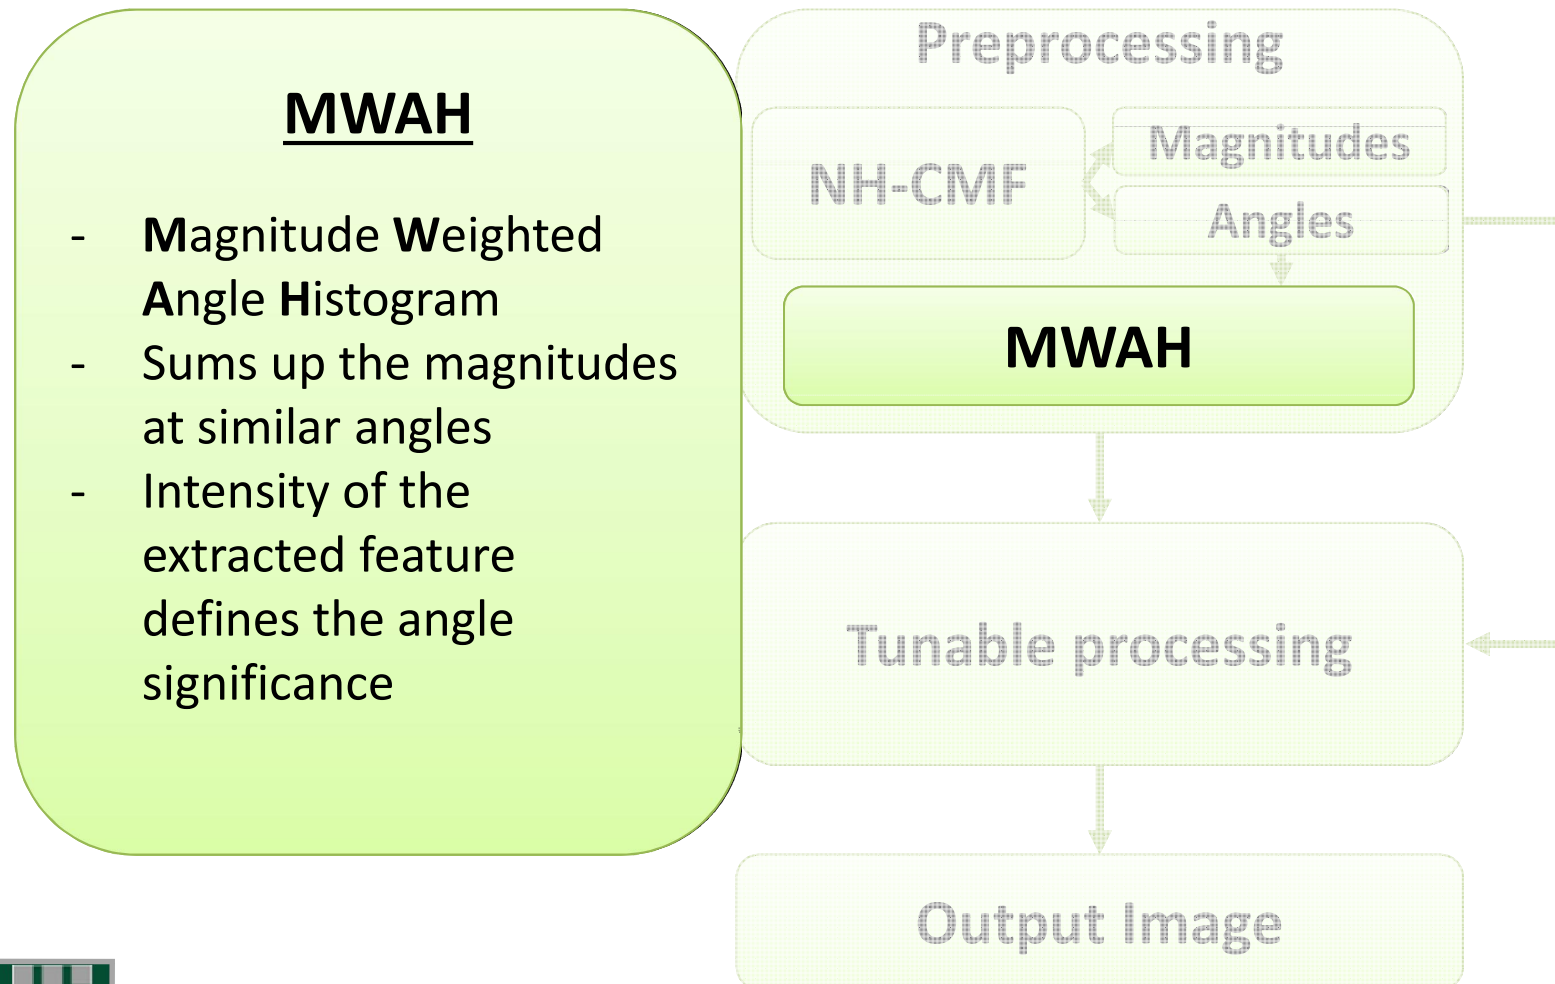 MWAH
- Magnitude Weighted
Angle Histogram
- Sums up the magnitudes
at similar angles
- Intensity of the
extracted feature
defines the angle
significance
Preprocessing
NH-CMF
Magnitudes
Angles
MWAH
Tunable processing
Output Image